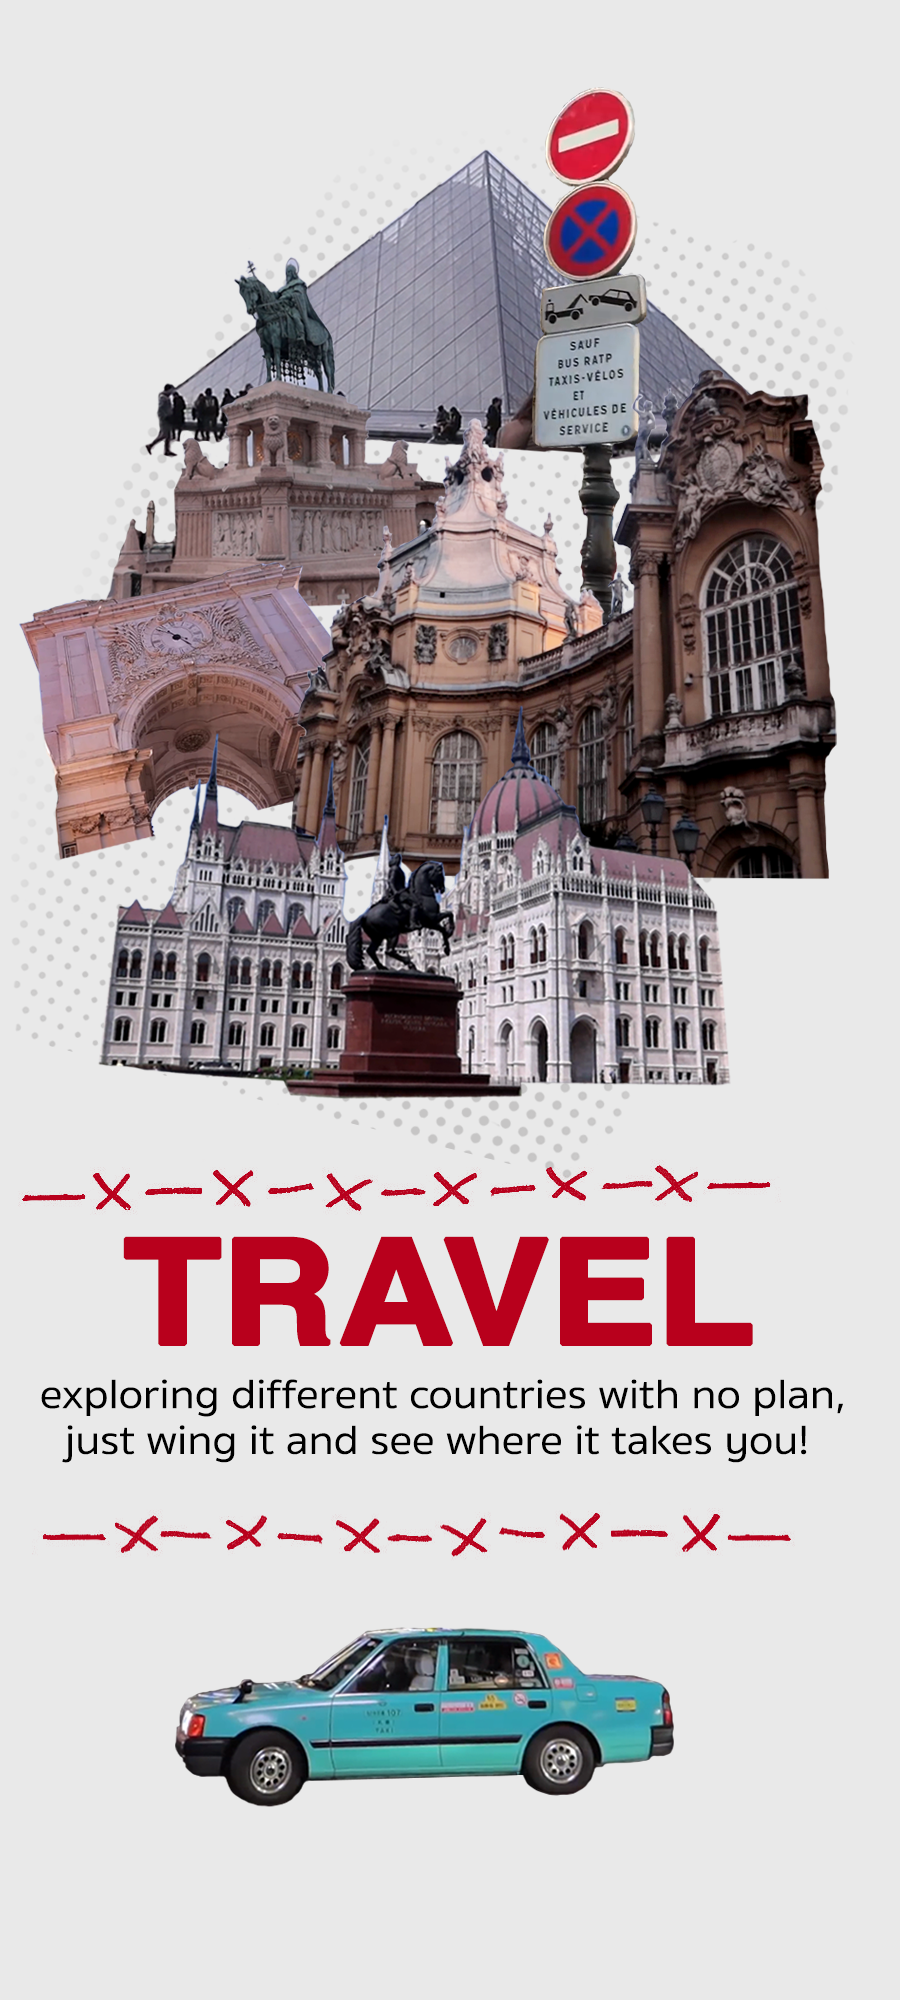 SAUF
BUS RATP
TAXIS-VÉLOS
ET
VÉHICULES DE
SERVICE
TRAVEL
exploring different countries with no plan,
just wing it and see where it takes you!